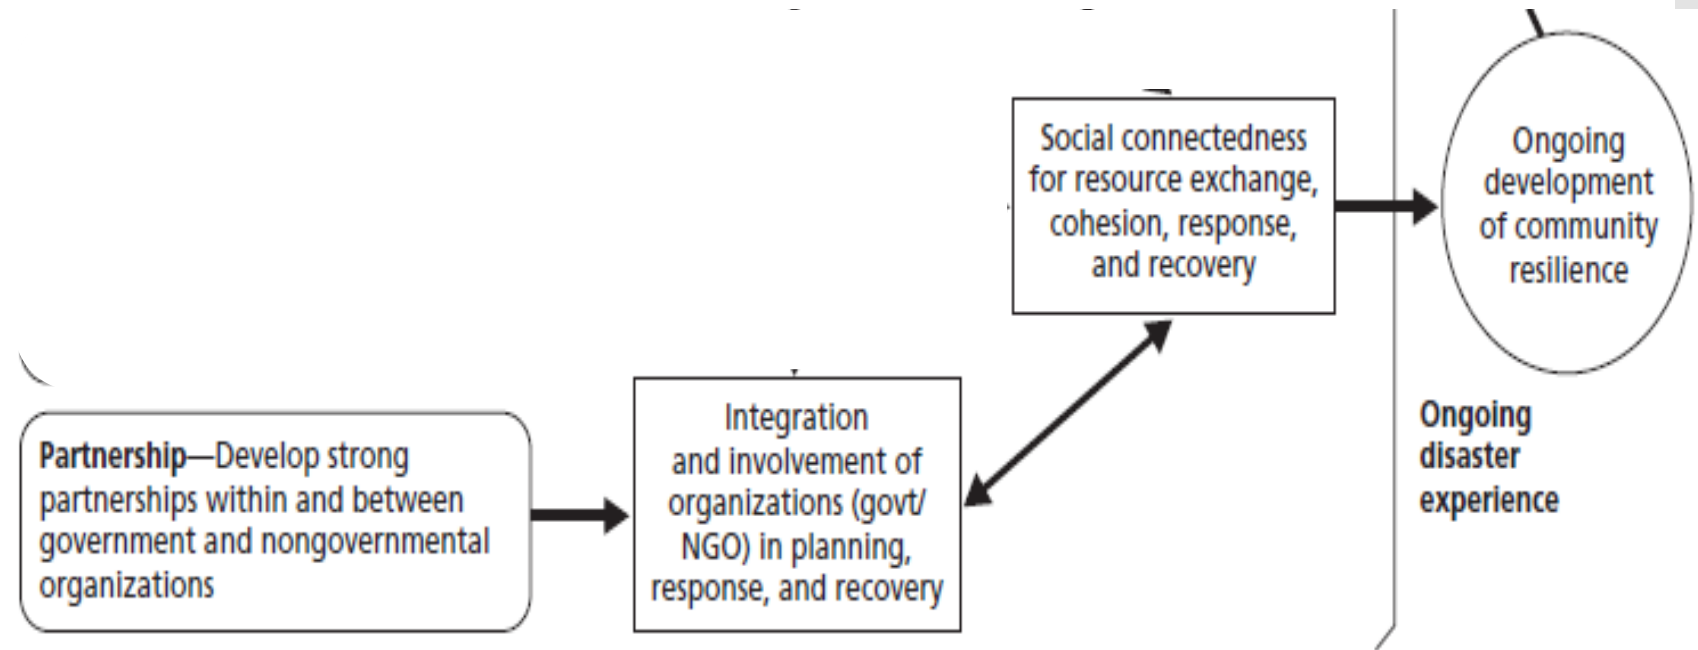 Social connectedness
for resource exchange,
cohesion, response,
and recovery
Ongoing
development
of community
resilience
Partnership—Develop strong
partnerships within and between
government and nongovernmental
organizations
Integration
and involvement of
organizations (govt/
NGO) in planning,
response, and recovery
Ongoing
disaster
experience